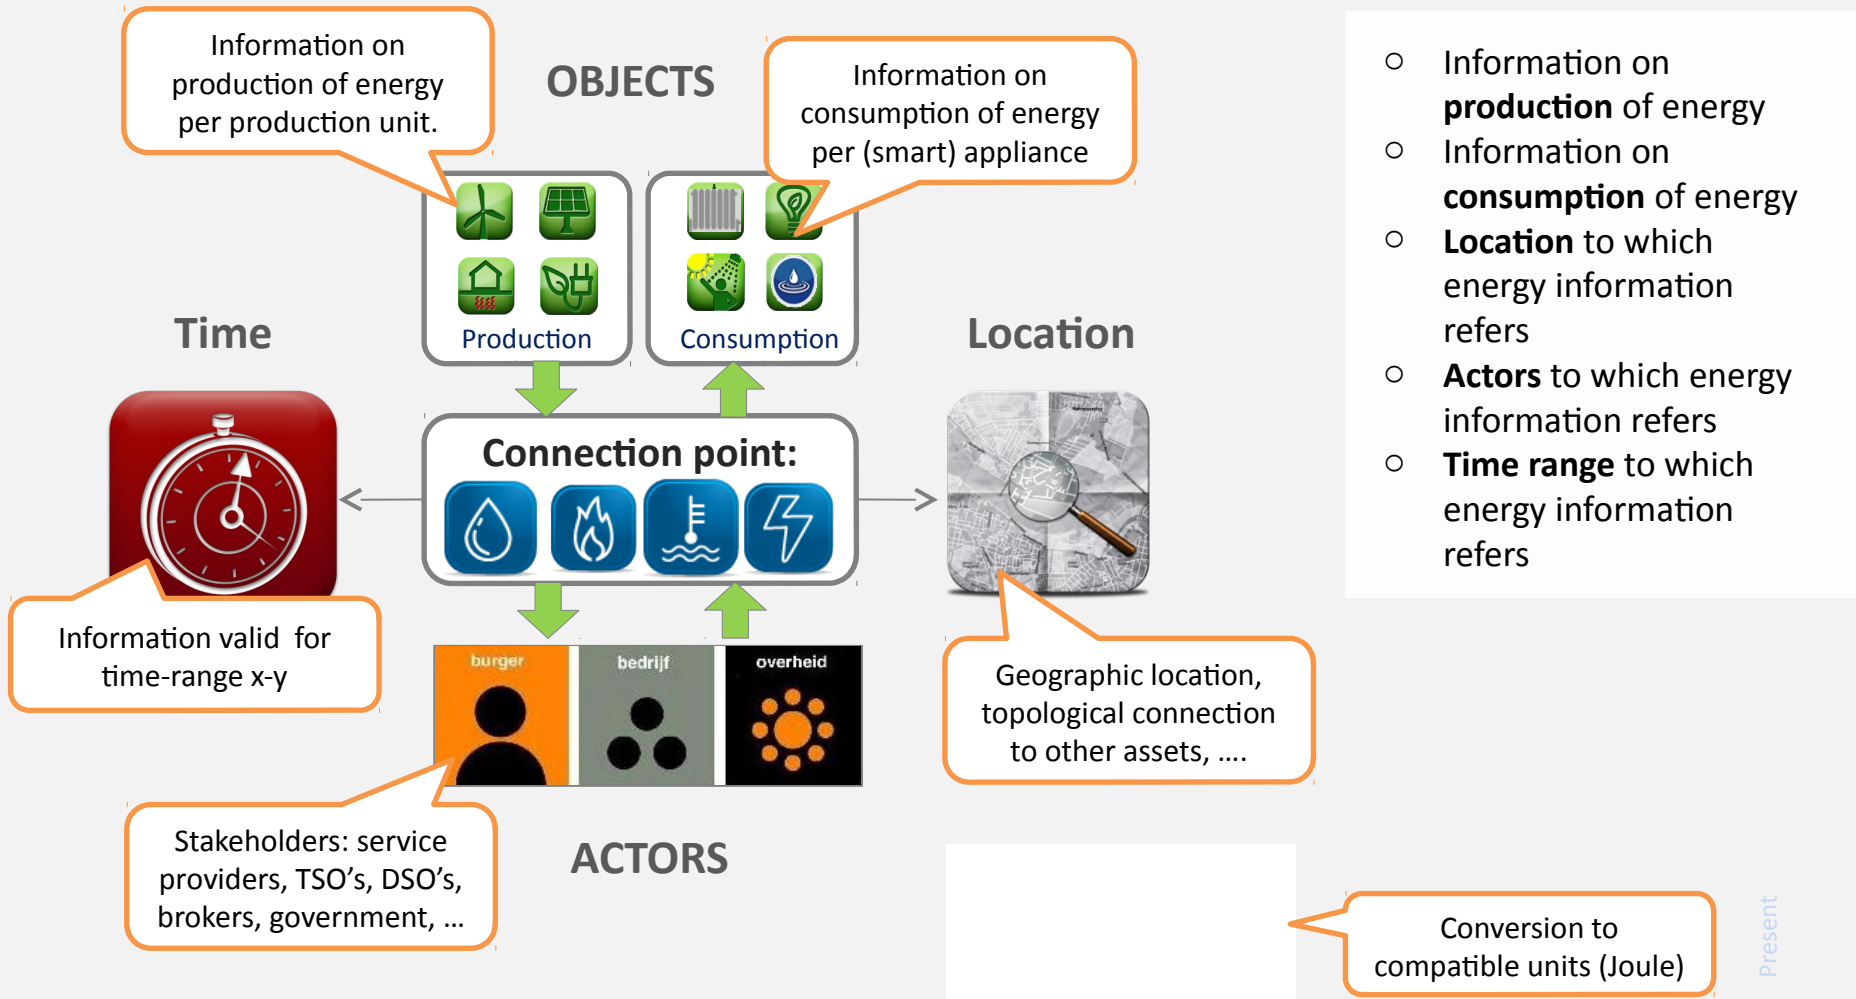 Information on
production of energy
per production unit.
OBJECTS
Information on
consumption of energy
per (smart) appliance
Production
Consumption
Time
Location
Connection point:
Information valid  for
time-range x-y
burger
bedrijf
overheid
Geographic location,
topological connection
to other assets, ....
Stakeholders: service
providers, TSO’s, DSO’s,
brokers, government, ...
ACTORS
○ Information on
production of energy
○ Information on
consumption of energy
○ Location to which
energy information
refers
○ Actors to which energy
information refers
○ Time range to which
energy information
refers
Conversion to
compatible units (Joule)
Present